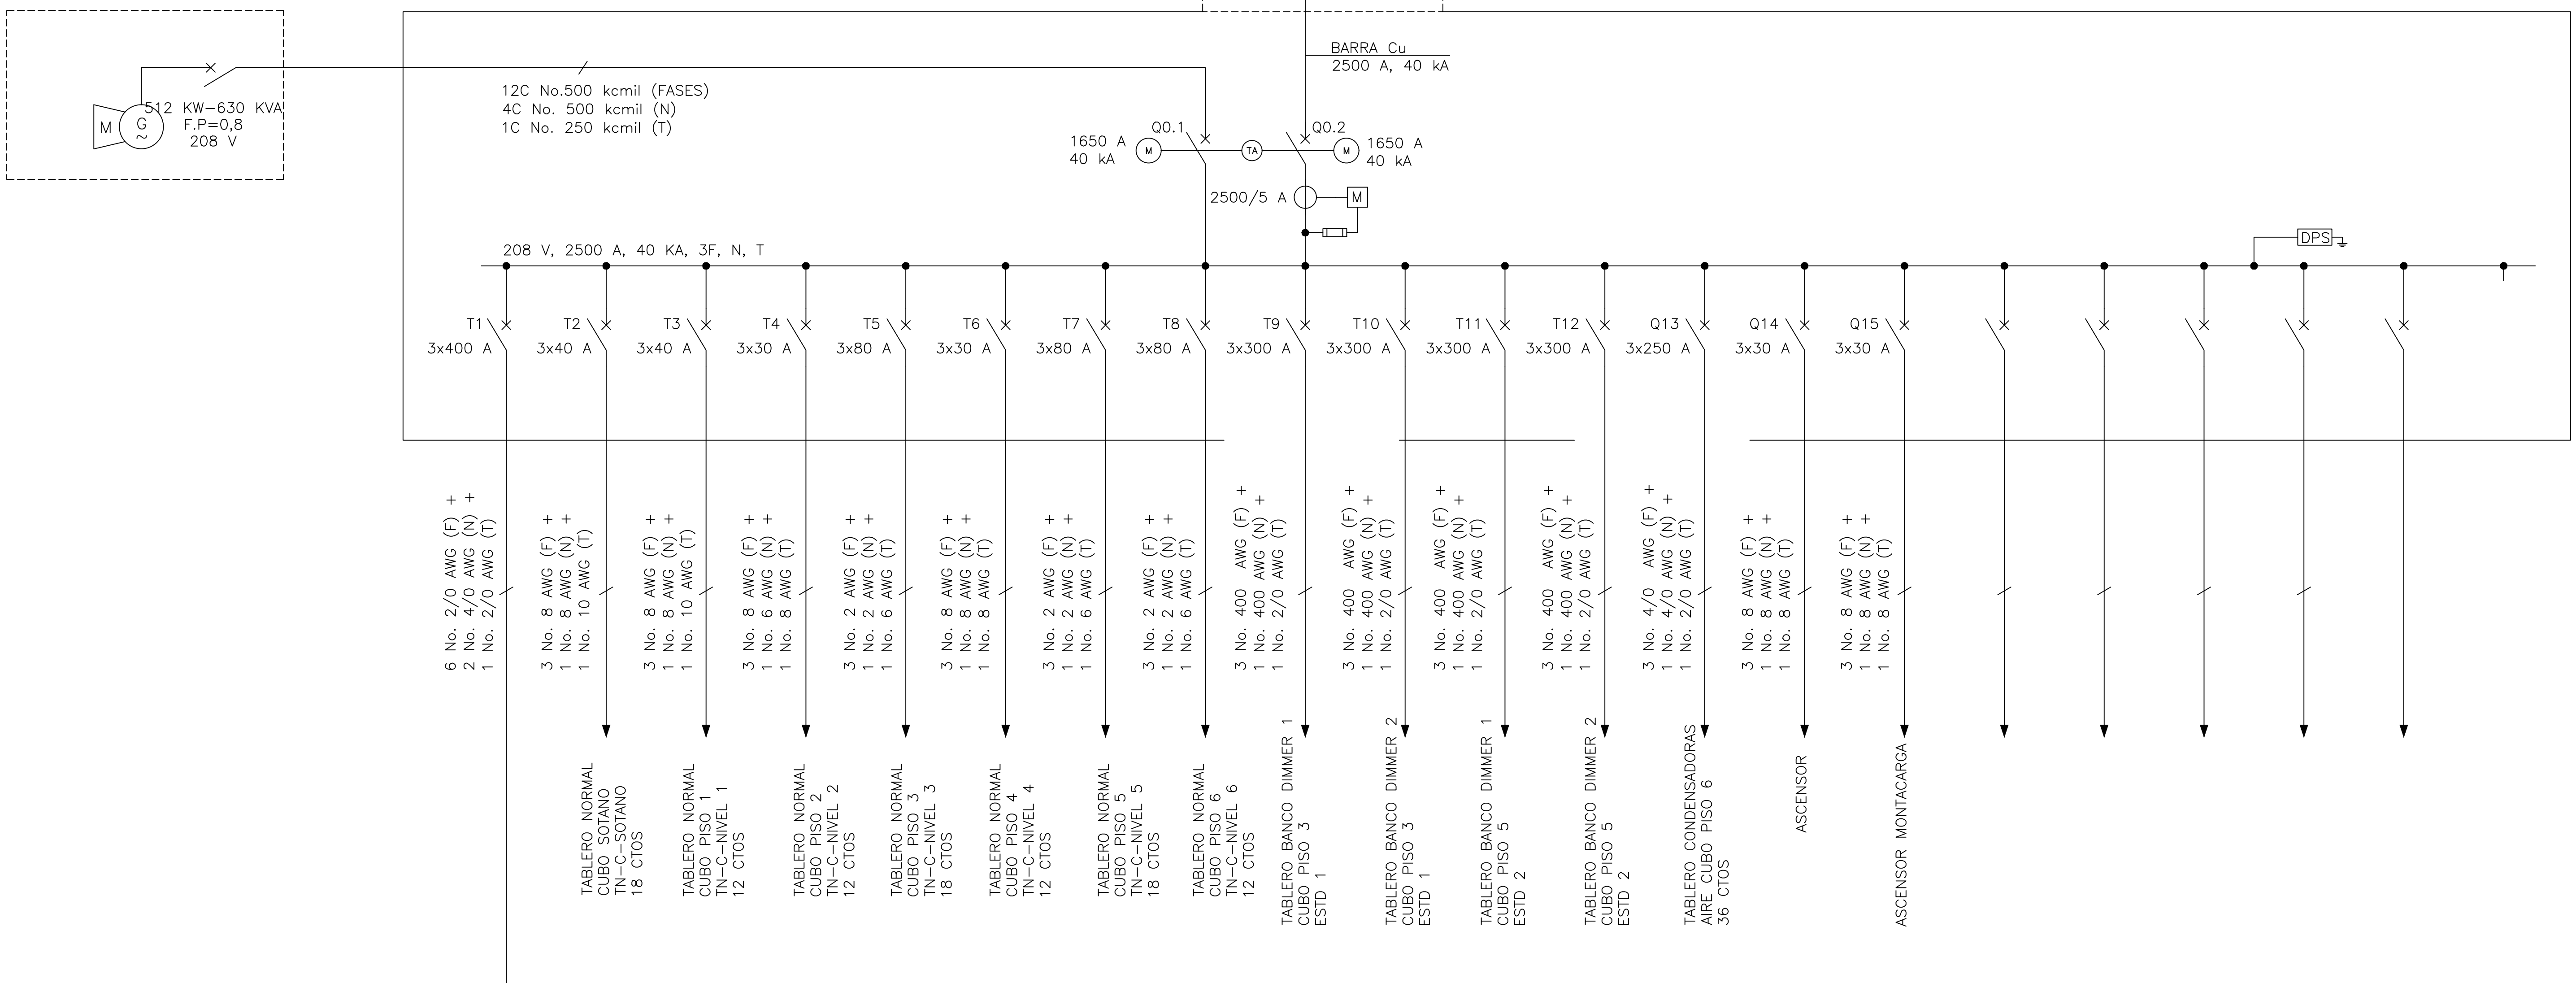 BARRA Cu
2500 A, 40 kA
512 KW-630 KVA
F.P=0,8
208 V
M
G
~
12C No.500 kcmil (FASES)
4C No. 500 kcmil (N)
1C No. 250 kcmil (T)
Q0.1
1650 A
40 kA
M
TA
M
Q0.2
1650 A
40 kA
2500/5 A
M
208 V, 2500 A, 40 KA, 3F, N, T
DPS
T1
3x400 A
T2
3x40 A
T3
3x40 A
T4
3x30 A
T5
3x80 A
T6
3x30 A
T7
3x80 A
T8
3x80 A
T9
3x300 A
T10
3x300 A
T11
3x300 A
T12
3x300 A
Q13
3x250 A
Q14
3x30 A
Q15
3x30 A
6 No. 2/0 AWG (F) +
2 No. 4/0 AWG (N) +
1 No. 2/0 AWG (T)
3 No. 8 AWG (F) +
1 No. 8 AWG (N) +
1 No. 10 AWG (T)
3 No. 8 AWG (F) +
1 No. 8 AWG (N) +
1 No. 10 AWG (T)
3 No. 8 AWG (F) +
1 No. 6 AWG (N) +
1 No. 8 AWG (T)
3 No. 2 AWG (F) +
1 No. 2 AWG (N) +
1 No. 6 AWG (T)
3 No. 8 AWG (F) +
1 No. 8 AWG (N) +
1 No. 8 AWG (T)
3 No. 2 AWG (F) +
1 No. 2 AWG (N) +
1 No. 6 AWG (T)
3 No. 2 AWG (F) +
1 No. 2 AWG (N) +
1 No. 6 AWG (T)
3 No. 400 AWG (F) +
1 No. 400 AWG (N) +
1 No. 2/0 AWG (T)
3 No. 400 AWG (F) +
1 No. 400 AWG (N) +
1 No. 2/0 AWG (T)
3 No. 400 AWG (F) +
1 No. 400 AWG (N) +
1 No. 2/0 AWG (T)
3 No. 400 AWG (F) +
1 No. 400 AWG (N) +
1 No. 2/0 AWG (T)
3 No. 4/0 AWG (F) +
1 No. 4/0 AWG (N) +
1 No. 2/0 AWG (T)
3 No. 8 AWG (F) +
1 No. 8 AWG (N) +
1 No. 8 AWG (T)
3 No. 8 AWG (F) +
1 No. 8 AWG (N) +
1 No. 8 AWG (T)
TABLERO NORMAL
CUBO SOTANO
TN-C-SOTANO
18 CTOS
TABLERO NORMAL
CUBO PISO 1
TN-C-NIVEL 1
12 CTOS
TABLERO NORMAL
CUBO PISO 2
TN-C-NIVEL 2
12 CTOS
TABLERO NORMAL
CUBO PISO 3
TN-C-NIVEL 3
18 CTOS
TABLERO NORMAL
CUBO PISO 4
TN-C-NIVEL 4
12 CTOS
TABLERO NORMAL
CUBO PISO 5
TN-C-NIVEL 5
18 CTOS
TABLERO NORMAL
CUBO PISO 6
TN-C-NIVEL 6
12 CTOS
TABLERO BANCO DIMMER 1
CUBO PISO 3
ESTD 1
TABLERO BANCO DIMMER 2
CUBO PISO 3
ESTD 1
TABLERO BANCO DIMMER 1
CUBO PISO 5
ESTD 2
TABLERO BANCO DIMMER 2
CUBO PISO 5
ESTD 2
TABLERO CONDENSADORAS
AIRE CUBO PISO 6
36 CTOS
ASCENSOR
ASCENSOR MONTACARGA